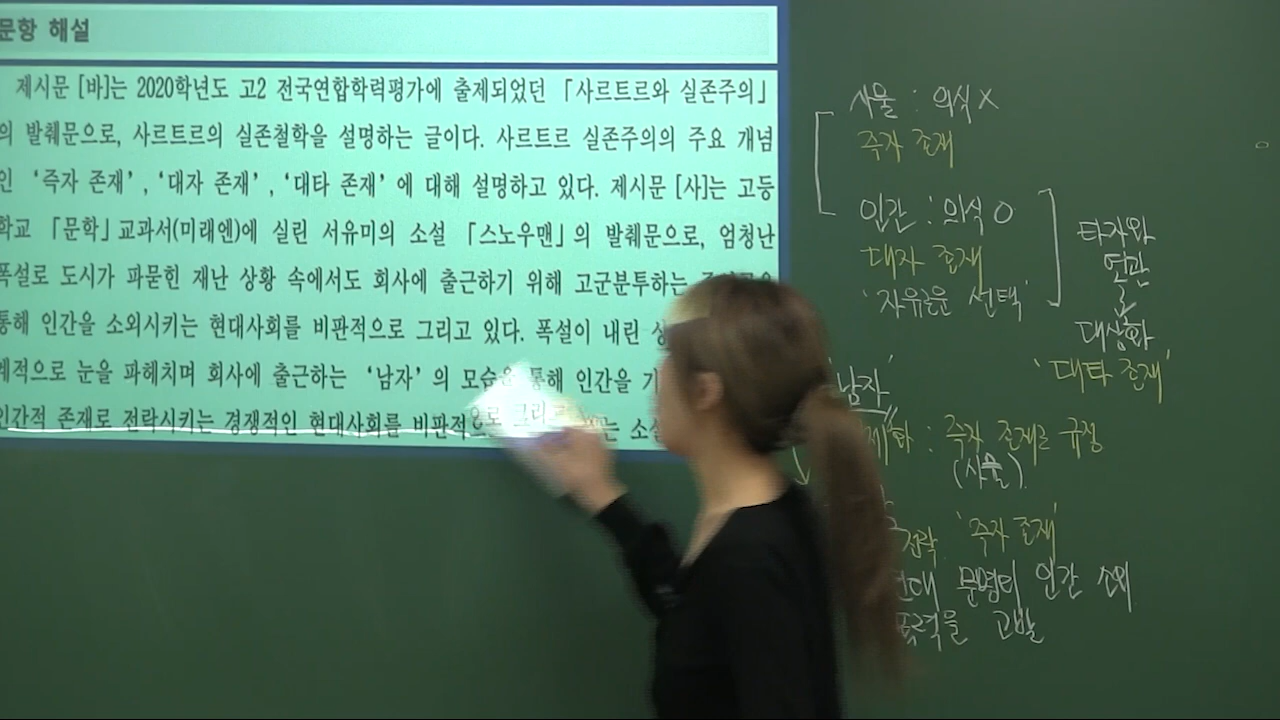 문항 해설
제시문 [바]는 2020학년도 고2 전국연합학력평가에 출제되었던 「사르트르와 실존주의」
의 발췌문으로, 사르트르의 실존철학을 설명하는 글이다. 사르트르 실존주의의 주요 개념
인 ‘즉자 존재’, ‘대자 존재’, ‘대타 존재’에 대해 설명하고 있다. 제시문 [사]는 고등
학교 「문학」교과서(미래엔)에 실린 서유미의 소설 「스노우맨」의 발췌문으로, 엄청난
폭설로 도시가 파묻힌 재난 상황 속에서도 회사에 출근하기 위해 고군분투하는
통해 인간을 소외시키는 현대사회를 비판적으로 그리고 있다. 폭설이 내린
계적으로 눈을 파헤치며 회사에 출근하는 ‘남자’의 모습을 통해 인간을
인간적 존재로 전락시키는 경쟁적인 현대사회를 비판적으로 그리고 있는
사물 : 의식 X
즉자 존재
인간 : 의식 O
대자 존재
'자유로운 선택'
타자와
연관
대상화
'대타 존재'
남자'
화 : 즉자 존재로 규정
(사물)
전락 '즉자 존재'
현대 문명의 인간 소외
폭력을 고발